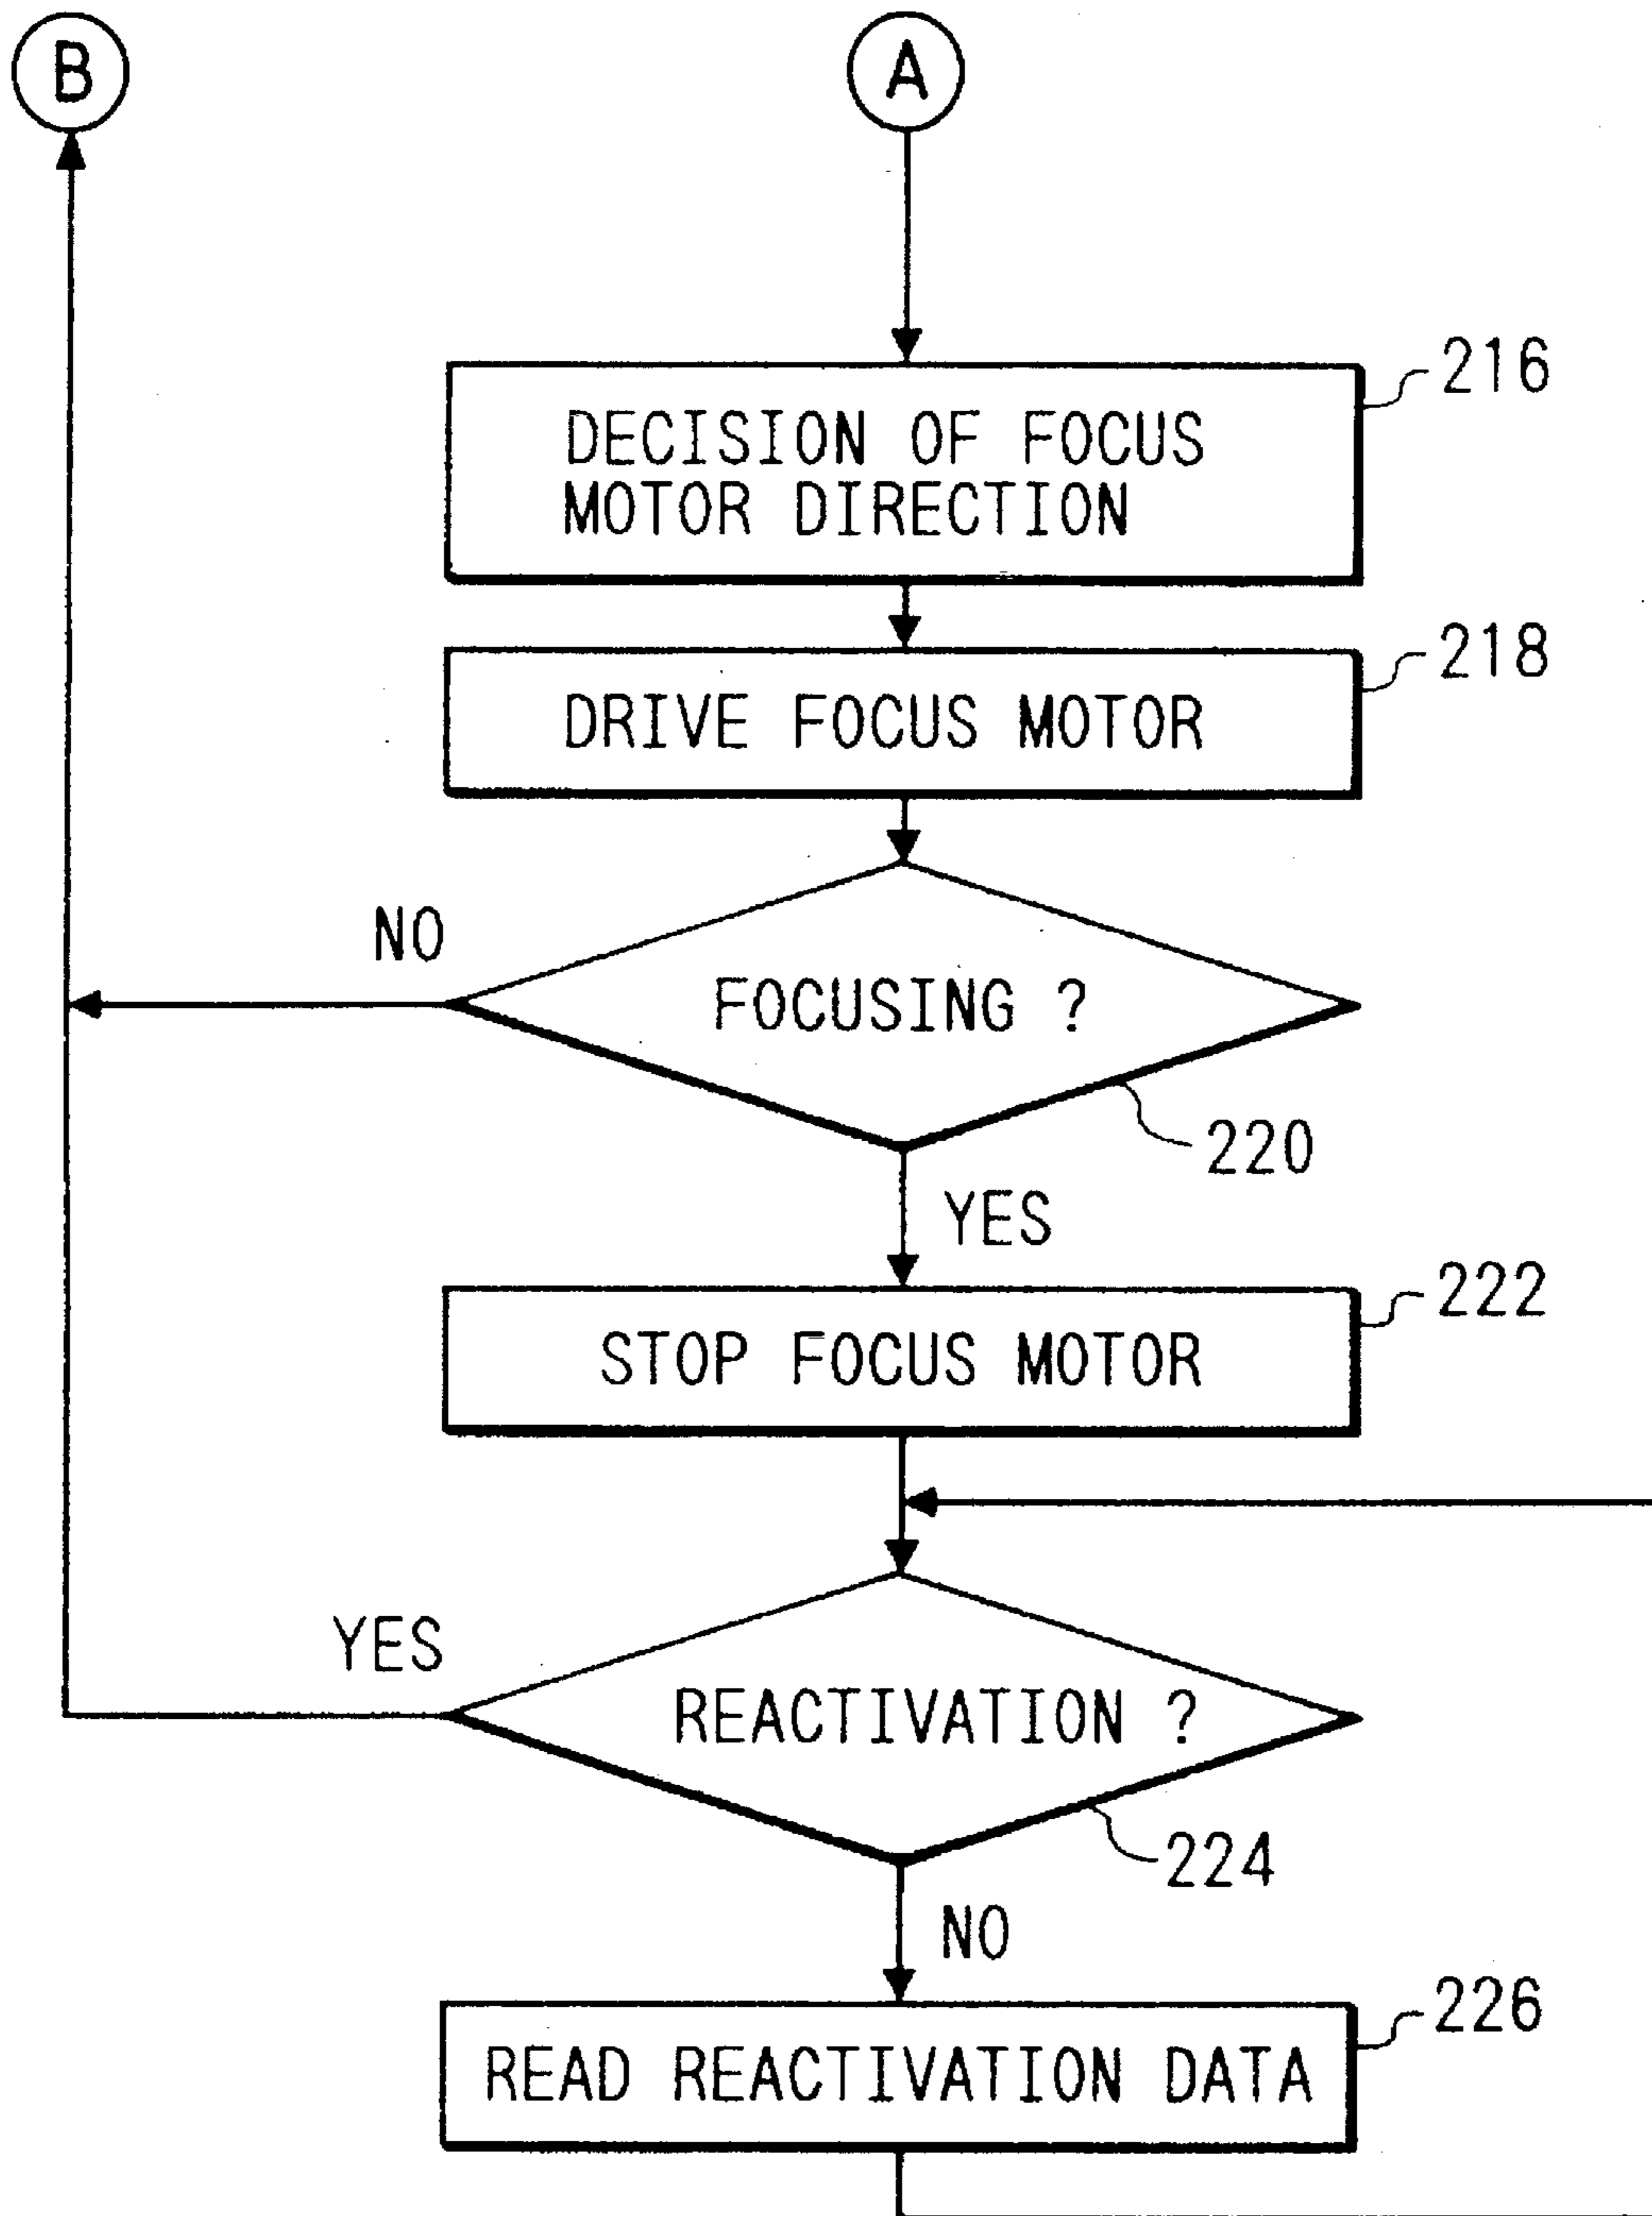 B
A
216
DECISION OF FOCUS
MOTOR DIRECTION
218
DRIVE FOCUS MOTOR
NO
FOCUSING ?
220
YES
222
STOP FOCUS MOTOR
YES
REACTIVATION ?
224
NO
226
READ REACTIVATION DATA